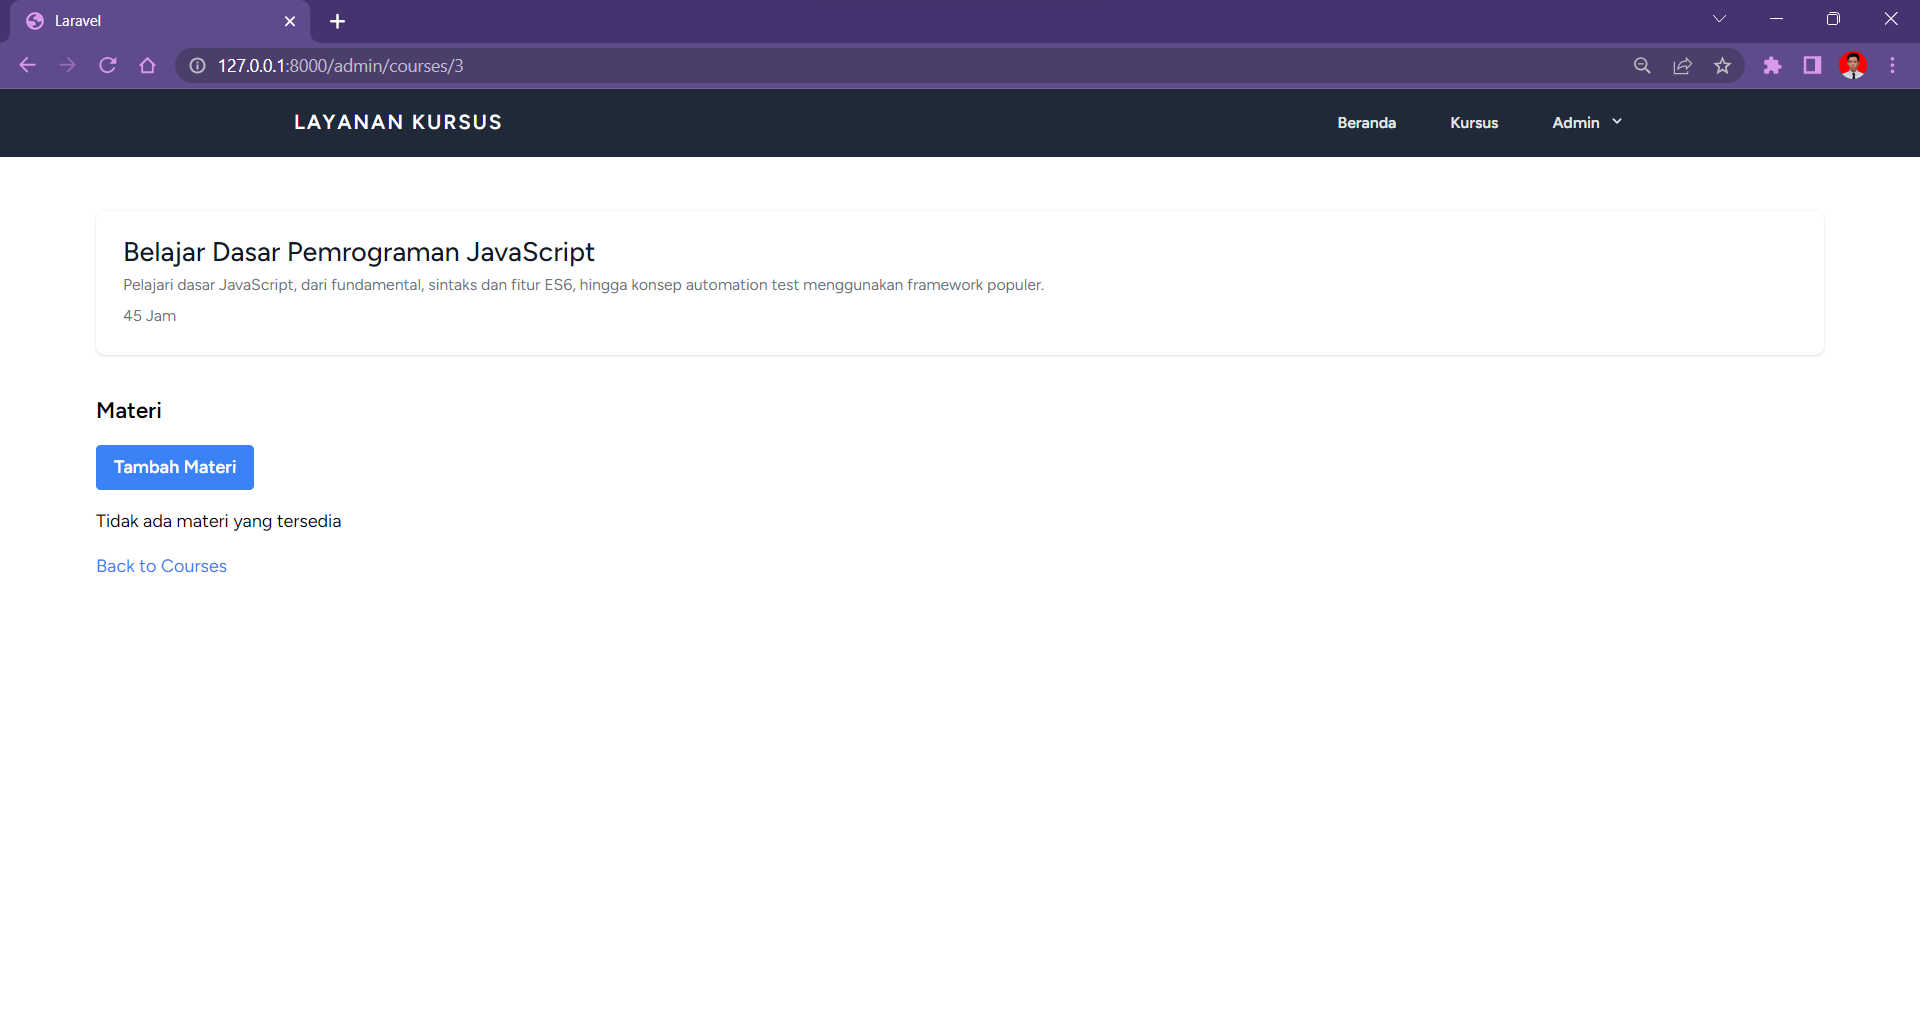 Laravel
127.0.0.1:8000/admin/courses/3
LAYANAN KURSUS
Beranda
Kursus
Admin
Belajar Dasar Pemrograman JavaScript
Pelajari dasar JavaScript, dari fundamental, sintaks dan fitur ES6, hingga konsep automation test menggunakan framework populer.
45 Jam
Materi
Tambah Materi
Tidak ada materi yang tersedia
Back to Courses